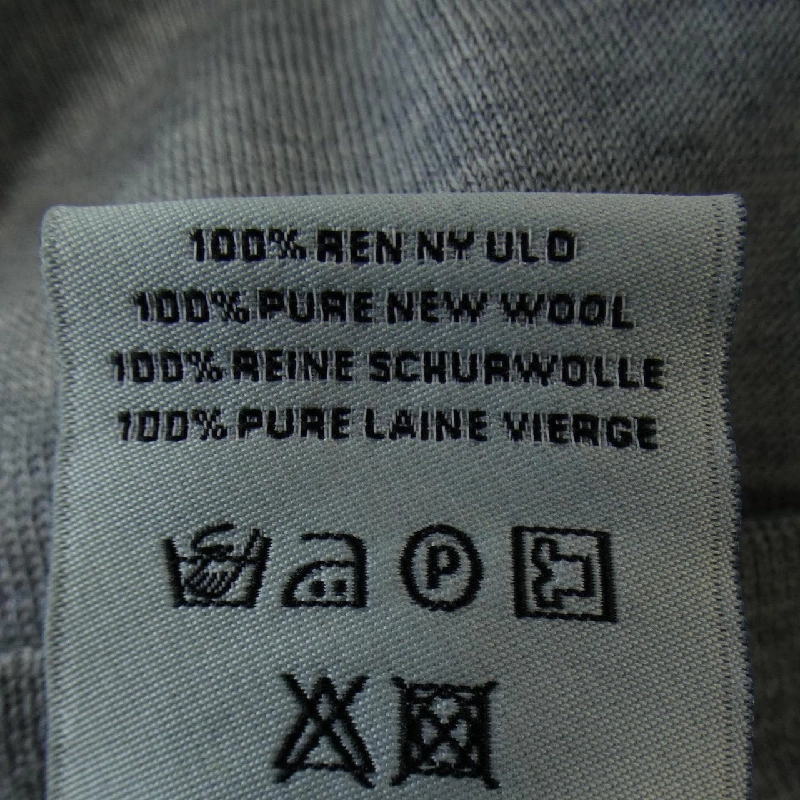 100% REN NY ULD
100% PURE NEW WOOL
100% REINE SCHURWOLLE
100% PURE LAINE VIERGE
P